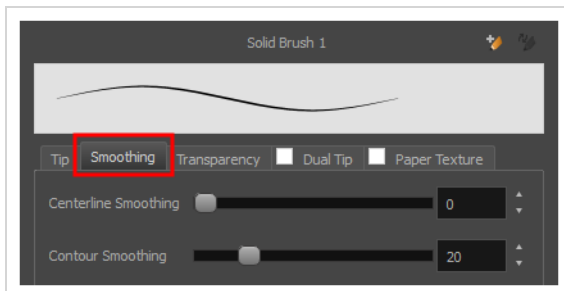 Solid Brush 1
Tip Smoothing Transparency Dual Tip Paper Texture
Centerline Smoothing 0
Contour Smoothing 20